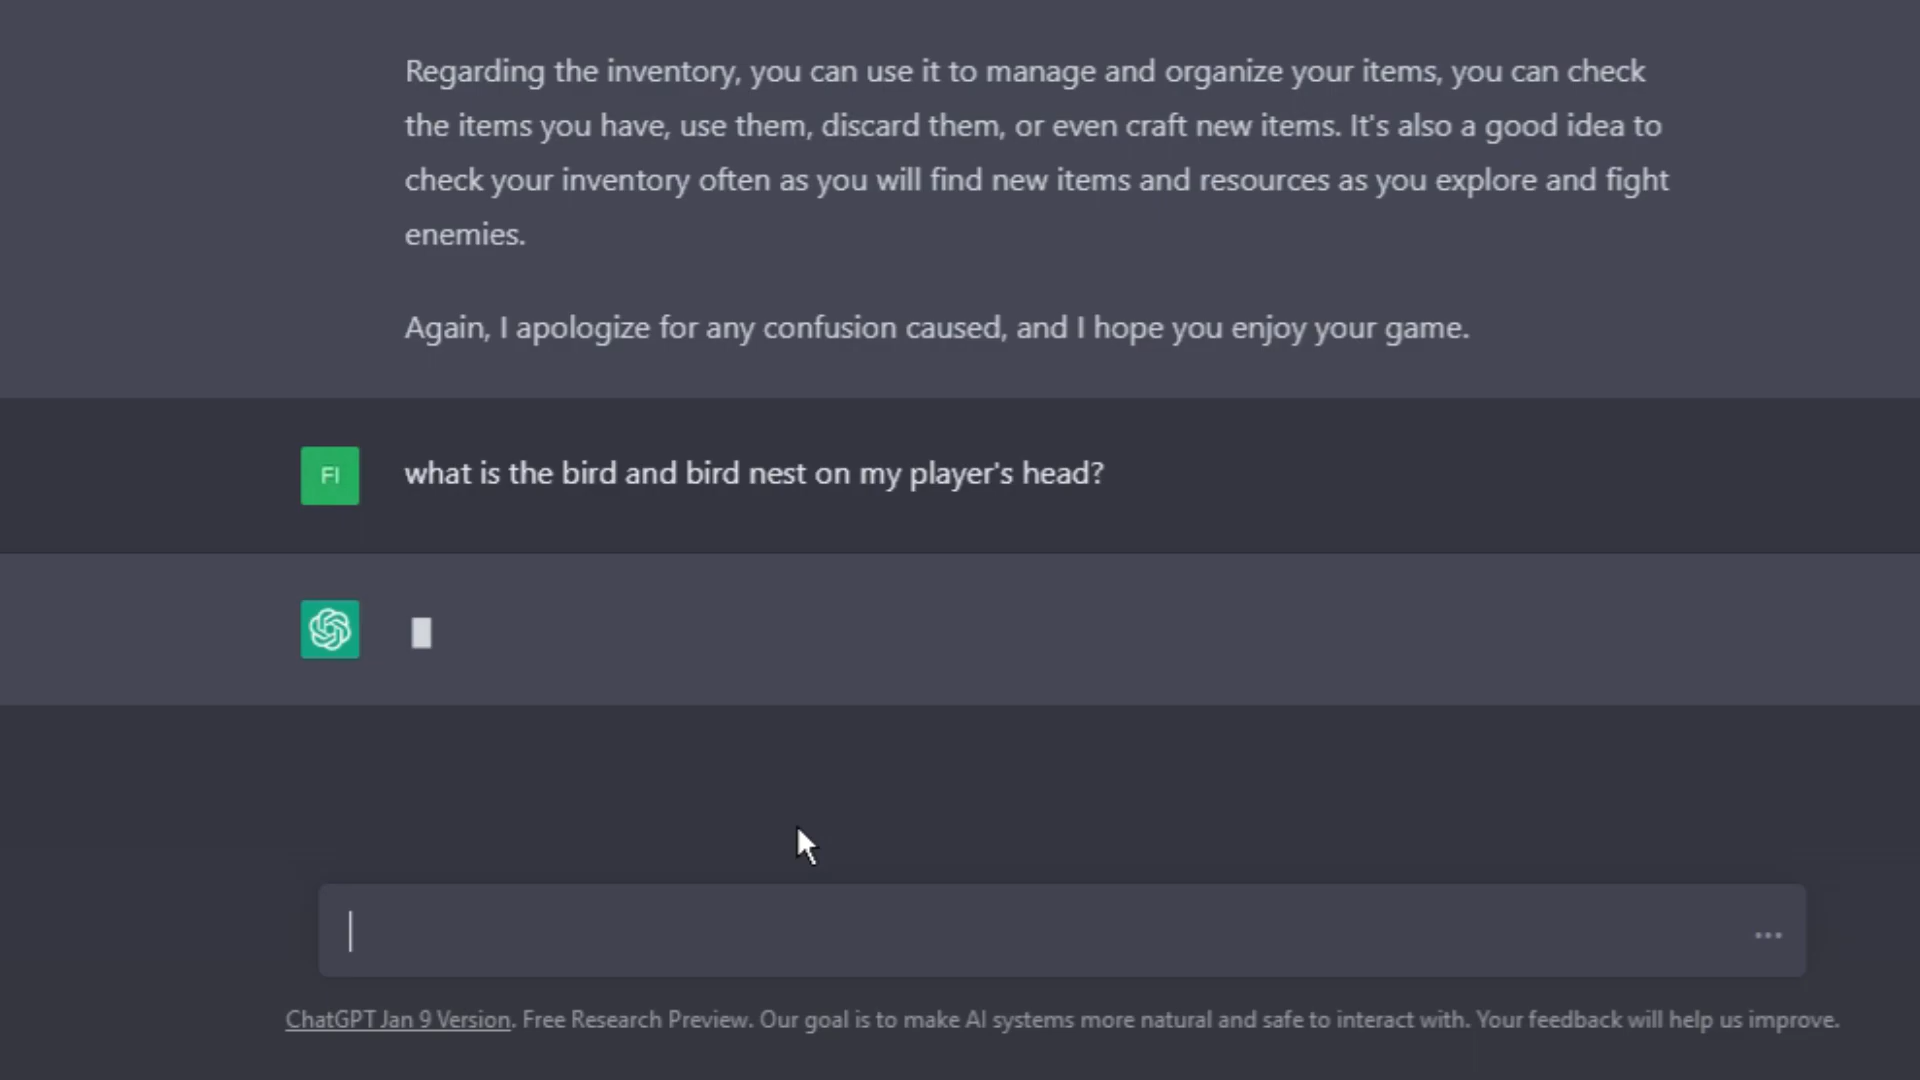 Regarding the inventory, you can use it to manage and organize your items, you can check
the items you have, use them, discard them, or even craft new items. It's also a good idea to
check your inventory often as you will find new items and resources as you explore and fight
enemies.
Again, I apologize for any confusion caused, and I hope you enjoy your game.
FI
what is the bird and bird nest on my player's head?
ChatGPT Jan 9 Version. Free Research Preview. Our goal is to make AI systems more natural and safe to interact with. Your feedback will help us improve.